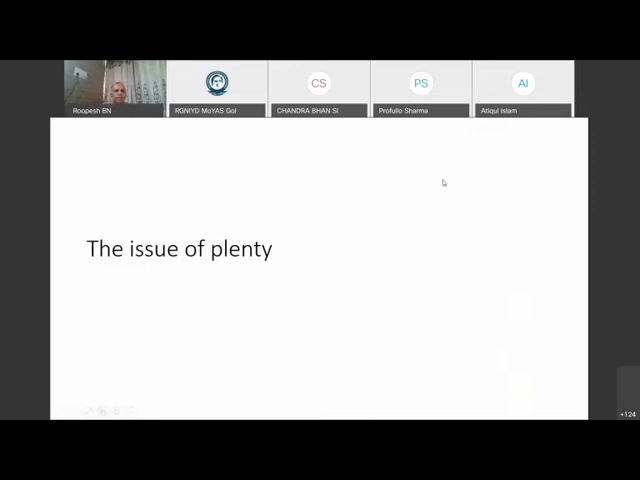 CS
PS
AI
Roopesh BN
RGNIYD MoYAS GoI
CHANDRA BHAN SI
Profullo Sharma
Atiqul Islam
The issue of plenty
+124